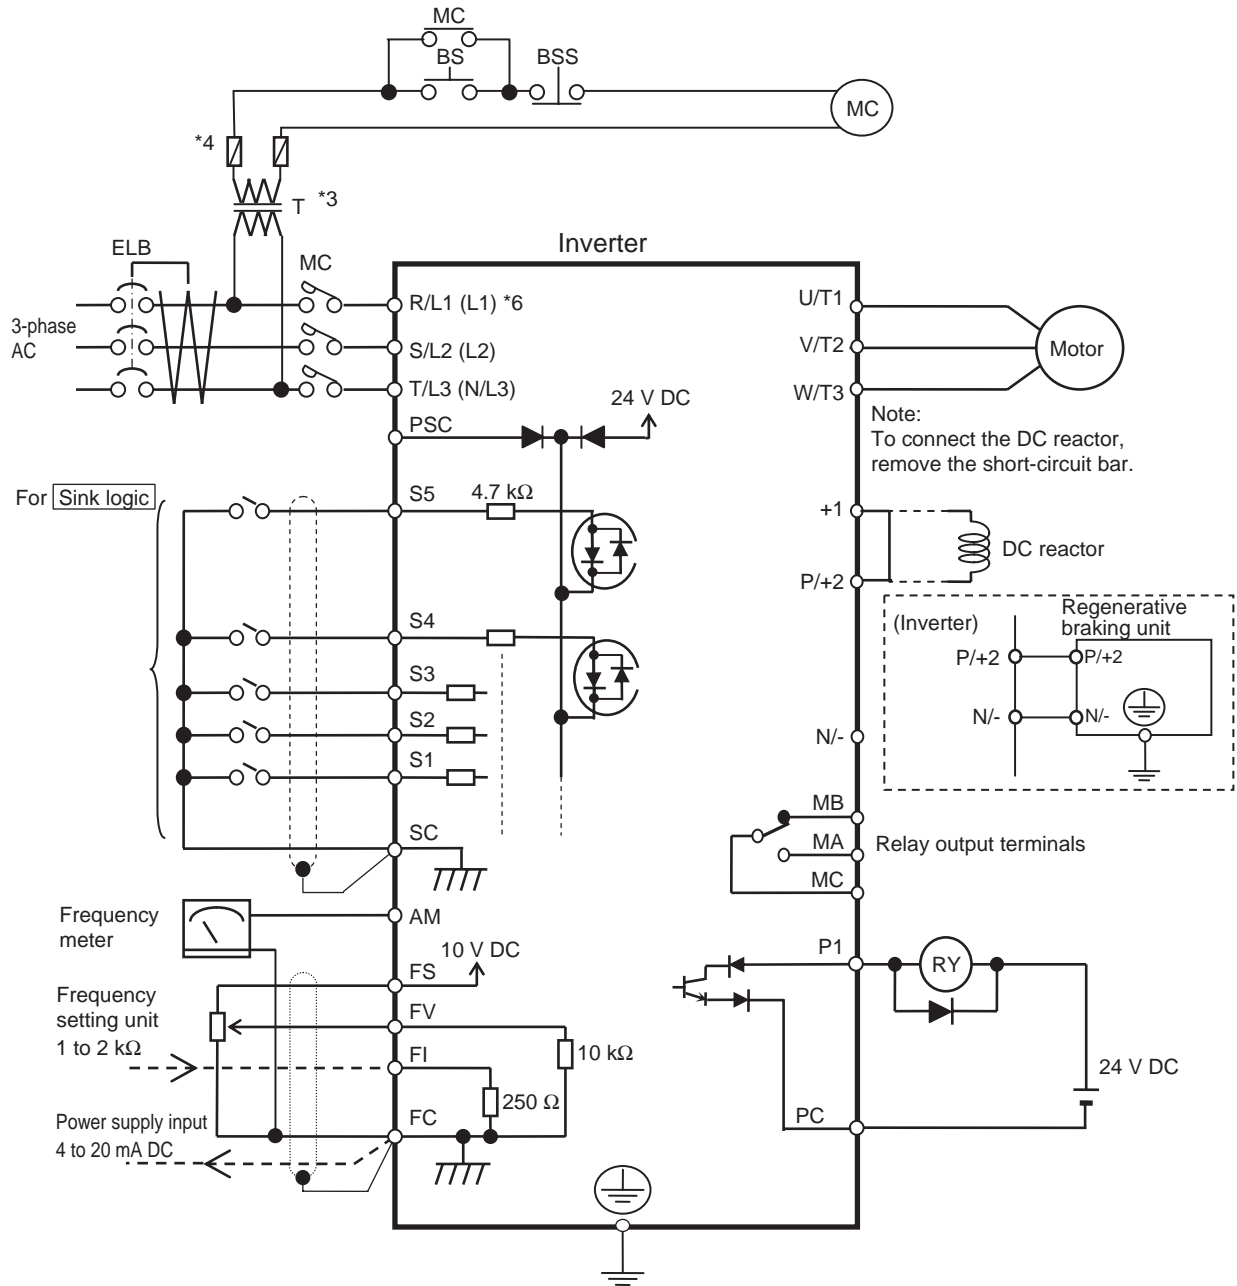 MC
BS
BSS
MC
*4
T
*3
Inverter
ELB
MC
3-phase
AC
R/L1 (L1) *6
S/L2 (L2)
T/L3 (N/L3)
PSC
24 V DC
U/T1
V/T2
W/T3
Motor
Note:
To connect the DC reactor,
remove the short-circuit bar.
For Sink logic
S5
4.7 kΩ
S4
S3
S2
S1
SC
+1
P/+2
DC reactor
(Inverter)
Regenerative
braking unit
P/+2
P/+2
N/-
N/-
N/-
MB
MA
MC
Relay output terminals
Frequency
meter
AM
10 V DC
FS
Frequency
setting unit
1 to 2 kΩ
FV
FI
10 kΩ
250 Ω
FC
Power supply input
4 to 20 mA DC
P1
RY
24 V DC
PC